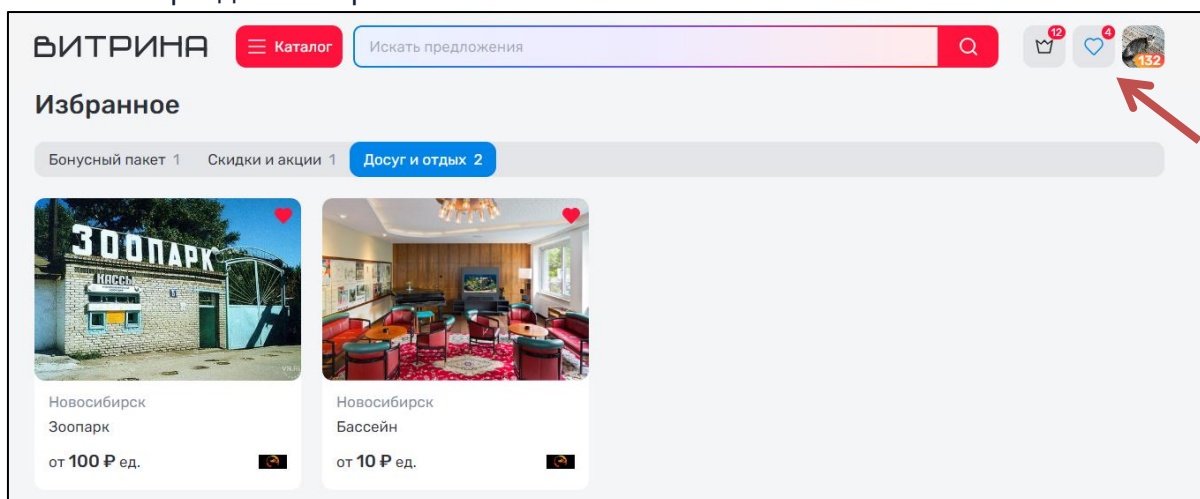 ВИТРИНА Каталог Искать предложения 12 4 132
Избранное
Бонусный пакет 1 Скидки и акции 1 Досуг и отдых 2
ЗООПАРК
КАССЫ
Новосибирск Новосибирск
Зоопарк Бассейн
от 100 ₽ ед. от 10 ₽ ед.